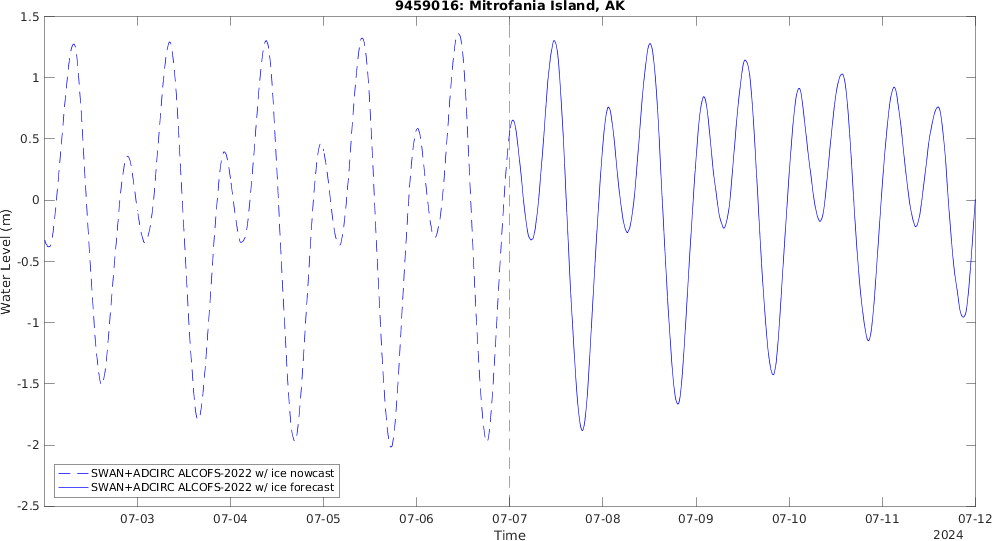 9459016: Mitrofania Island, AK
1.5
1
0.5
0
-0.5
-1
-1.5
-2
-2.5
Water Level (m)
SWAN+ADCIRC ALCOFS-2022 w/ ice nowcast
SWAN+ADCIRC ALCOFS-2022 w/ ice forecast
07-03 07-04 07-05 07-06 07-07 07-08 07-09 07-10 07-11 07-12
Time
2024